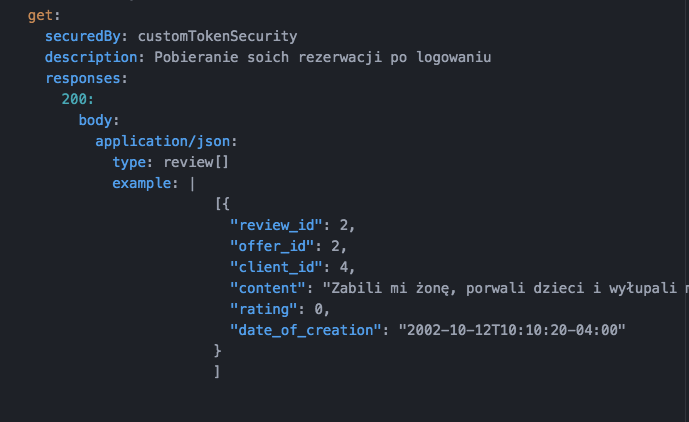 get:
securedBy: customTokenSecurity
description: Pobieranie soich rezerwacji po logowaniu
responses:
200:
body:
application/json:
type: review[]
example: |
[{
"review_id": 2,
"offer_id": 2,
"client_id": 4,
"content": "Zabili mi żonę, porwali dzieci i wyłupali
"rating": 0,
"date_of_creation": "2002-10-12T10:10:20-04:00"
}
]